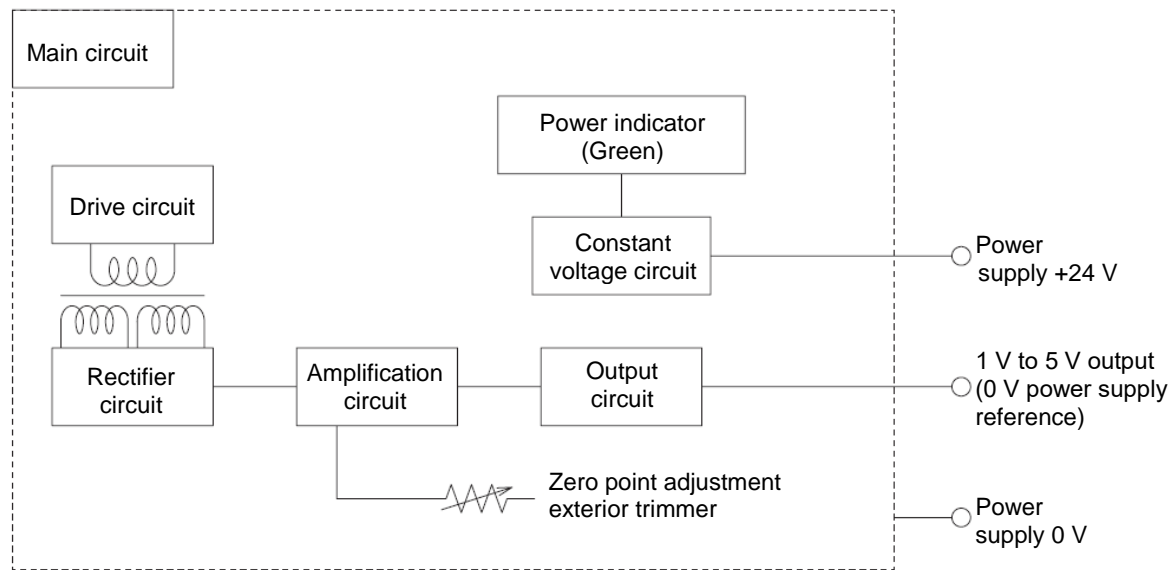 Main circuit
Power indicator
(Green)
Drive circuit
Constant
voltage circuit
Power
supply +24 V
Rectifier
circuit
Amplification
circuit
Output
circuit
1 V to 5 V output
(0 V power supply
reference)
Zero point adjustment
exterior trimmer
Power
supply 0 V